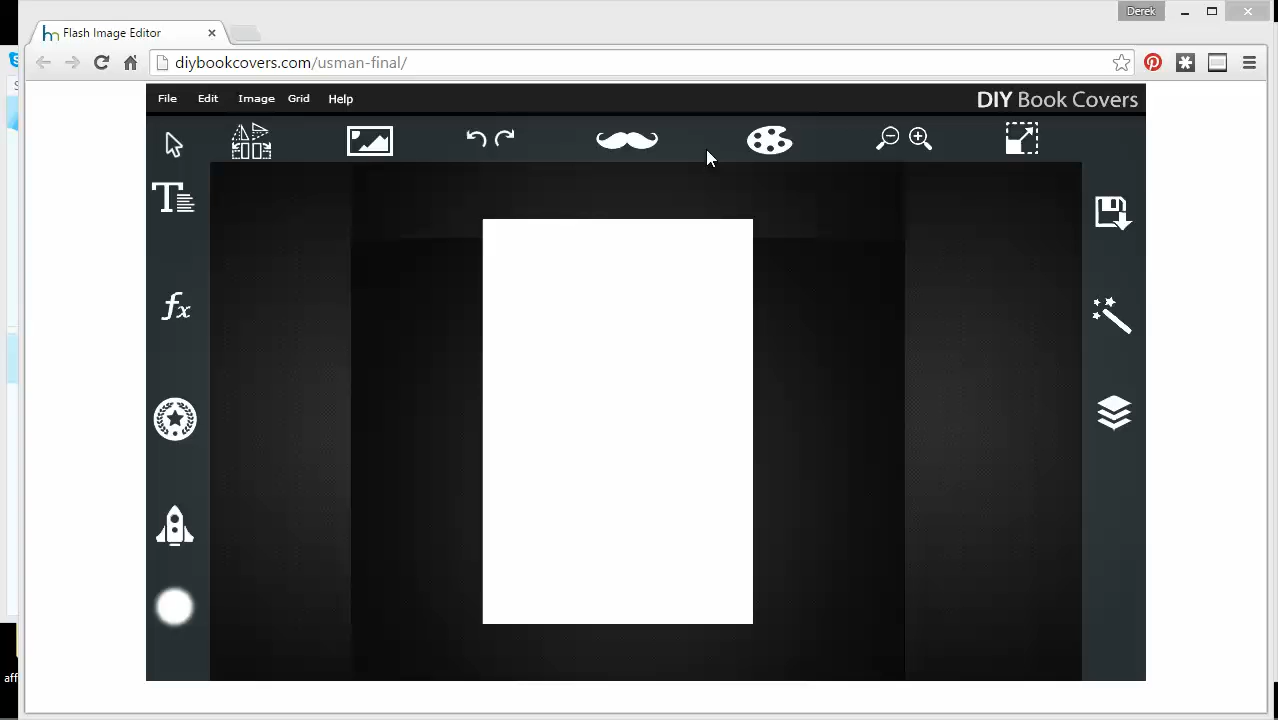 Derek
Flash Image Editor
diybookcovers.com/usman-final/
File Edit Image Grid Help
DIY Book Covers
T
fx
aff